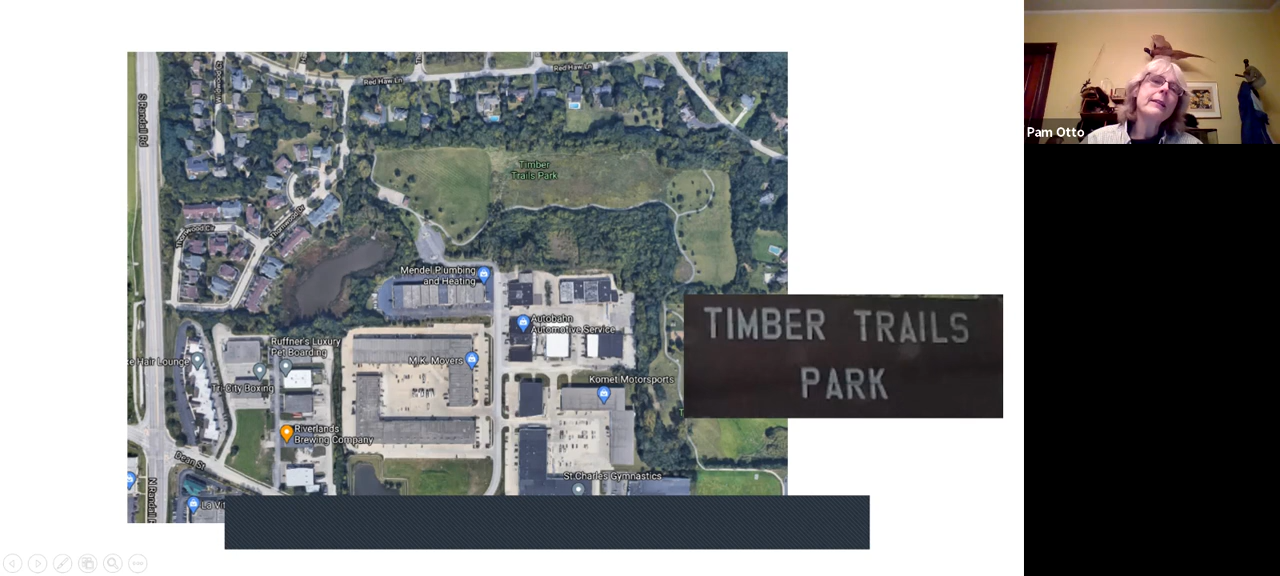 Red Haw Ln
Red Haw Ln
S Randall Rd
Timber
Trails Park
Thornwood Dr
Mendel Plumbing
and Heating
Autobahn
Automotive Service
Ruffner's Luxury
Pet Boarding
Hair Lounge
M.K. Movers
Tri-City Boxing
Komet Motorsports
Riverlands
Brewing Company
Dean St
St Charles Gymnastics
N Randall
La
TIMBER TRAILS
PARK
Pam Otto